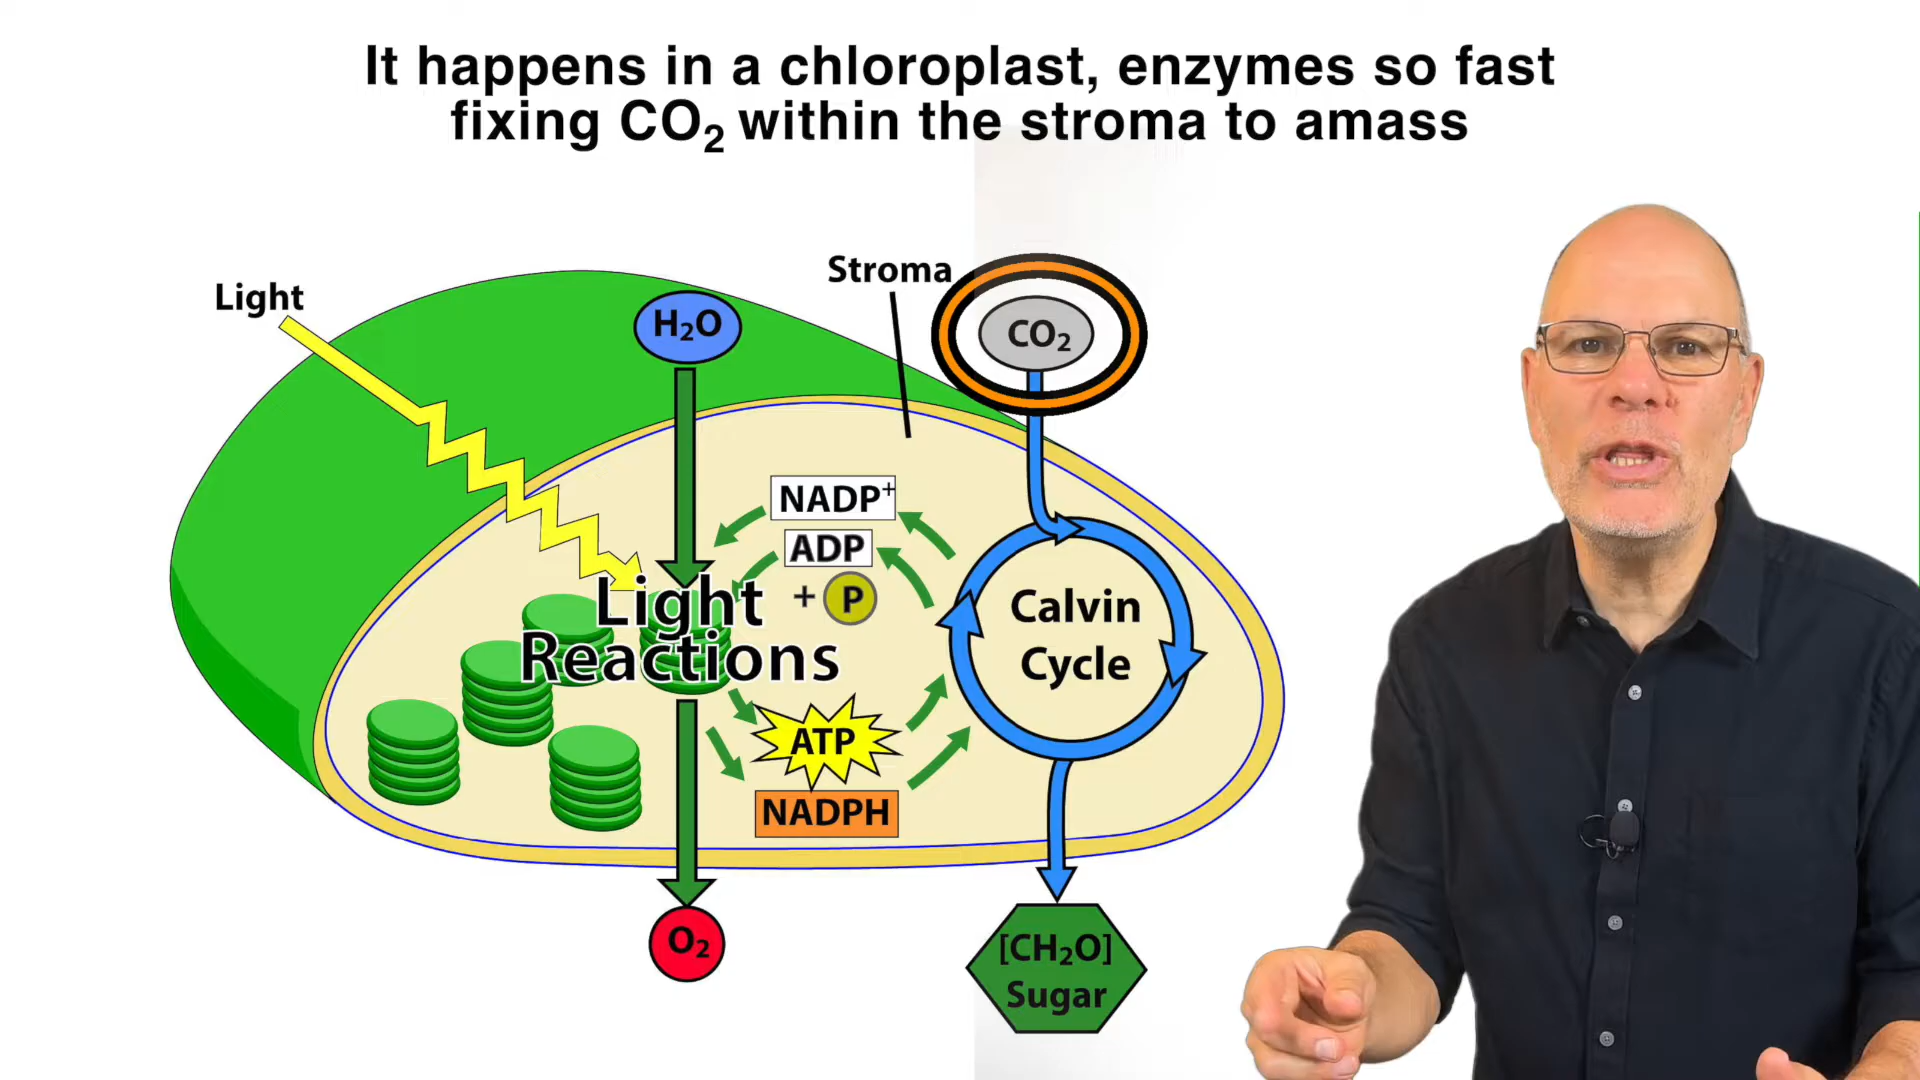 It happens in a chloroplast, enzymes so fast
fixing CO₂ within the stroma to amass
Stroma
Light
H₂O
CO₂
NADP⁺
ADP
+ P
Light
Reactions
Calvin
Cycle
ATP
NADPH
O₂
[CH₂O]
Sugar